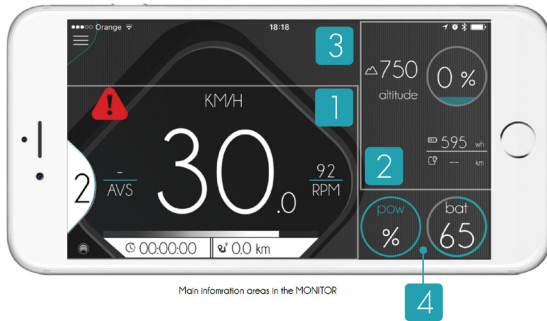 Orange 18:18
3
1
KM/H
750
altitude
0 %
2
-
AVS
30.0
92
RPM
595 wh
-- km
2
00:00:00
0.0 km
pow
%
bat
65
4
Main infomration areas in the MONITOR